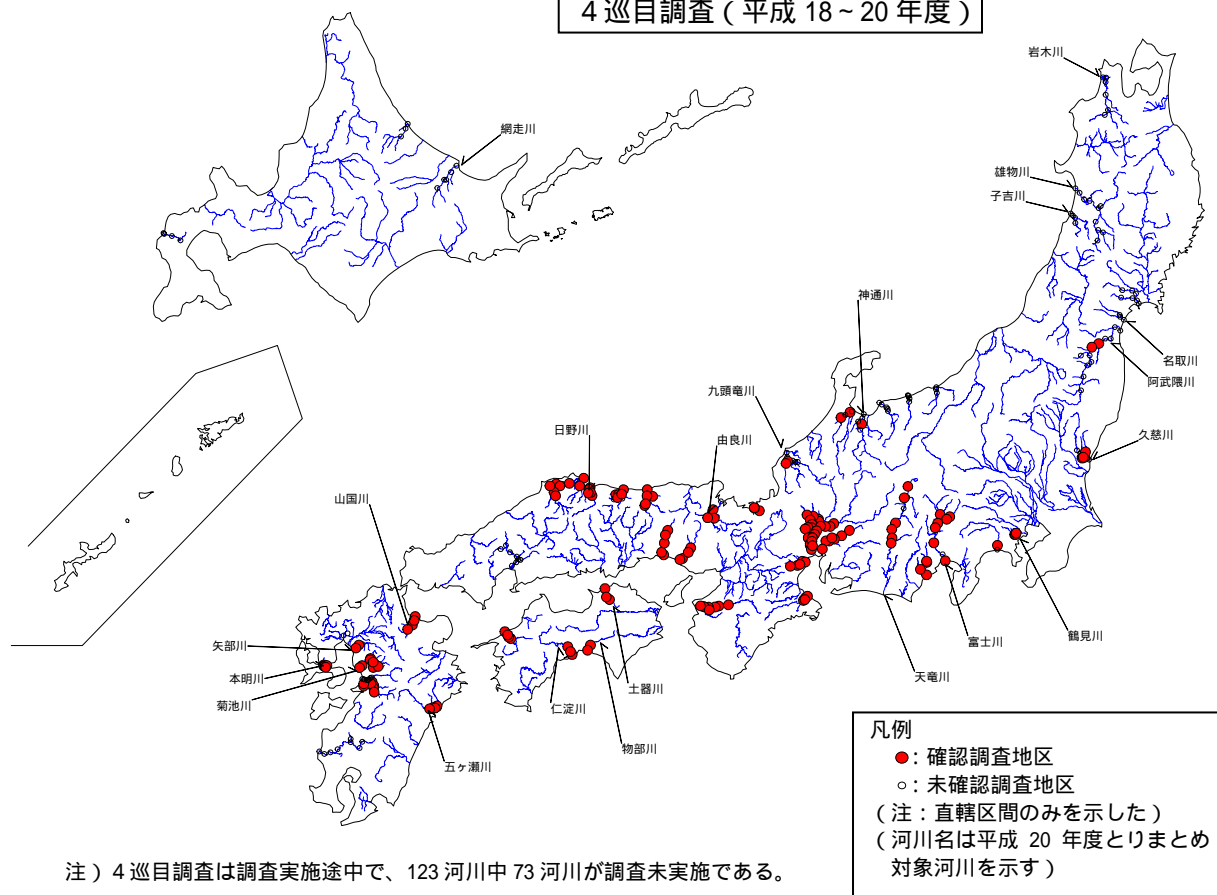 4巡目調査(平成 18~20 年度)
岩木川
網走川
雄物川
子吉川
神通川
名取川
阿武隈川
九頭竜川
久慈川
日野川
由良川
山国川
矢部川
本明川
菊池川
富士川
鶴見川
天竜川
土器川
仁淀川
物部川
五ヶ瀬川
凡例
●:確認調査地区
○:未確認調査地区
(注:直轄区間のみを示した)
(河川名は平成 20 年度とりまとめ
対象河川を示す)
注)4巡目調査は調査実施途中で、123 河川中 73 河川が調査未実施である。